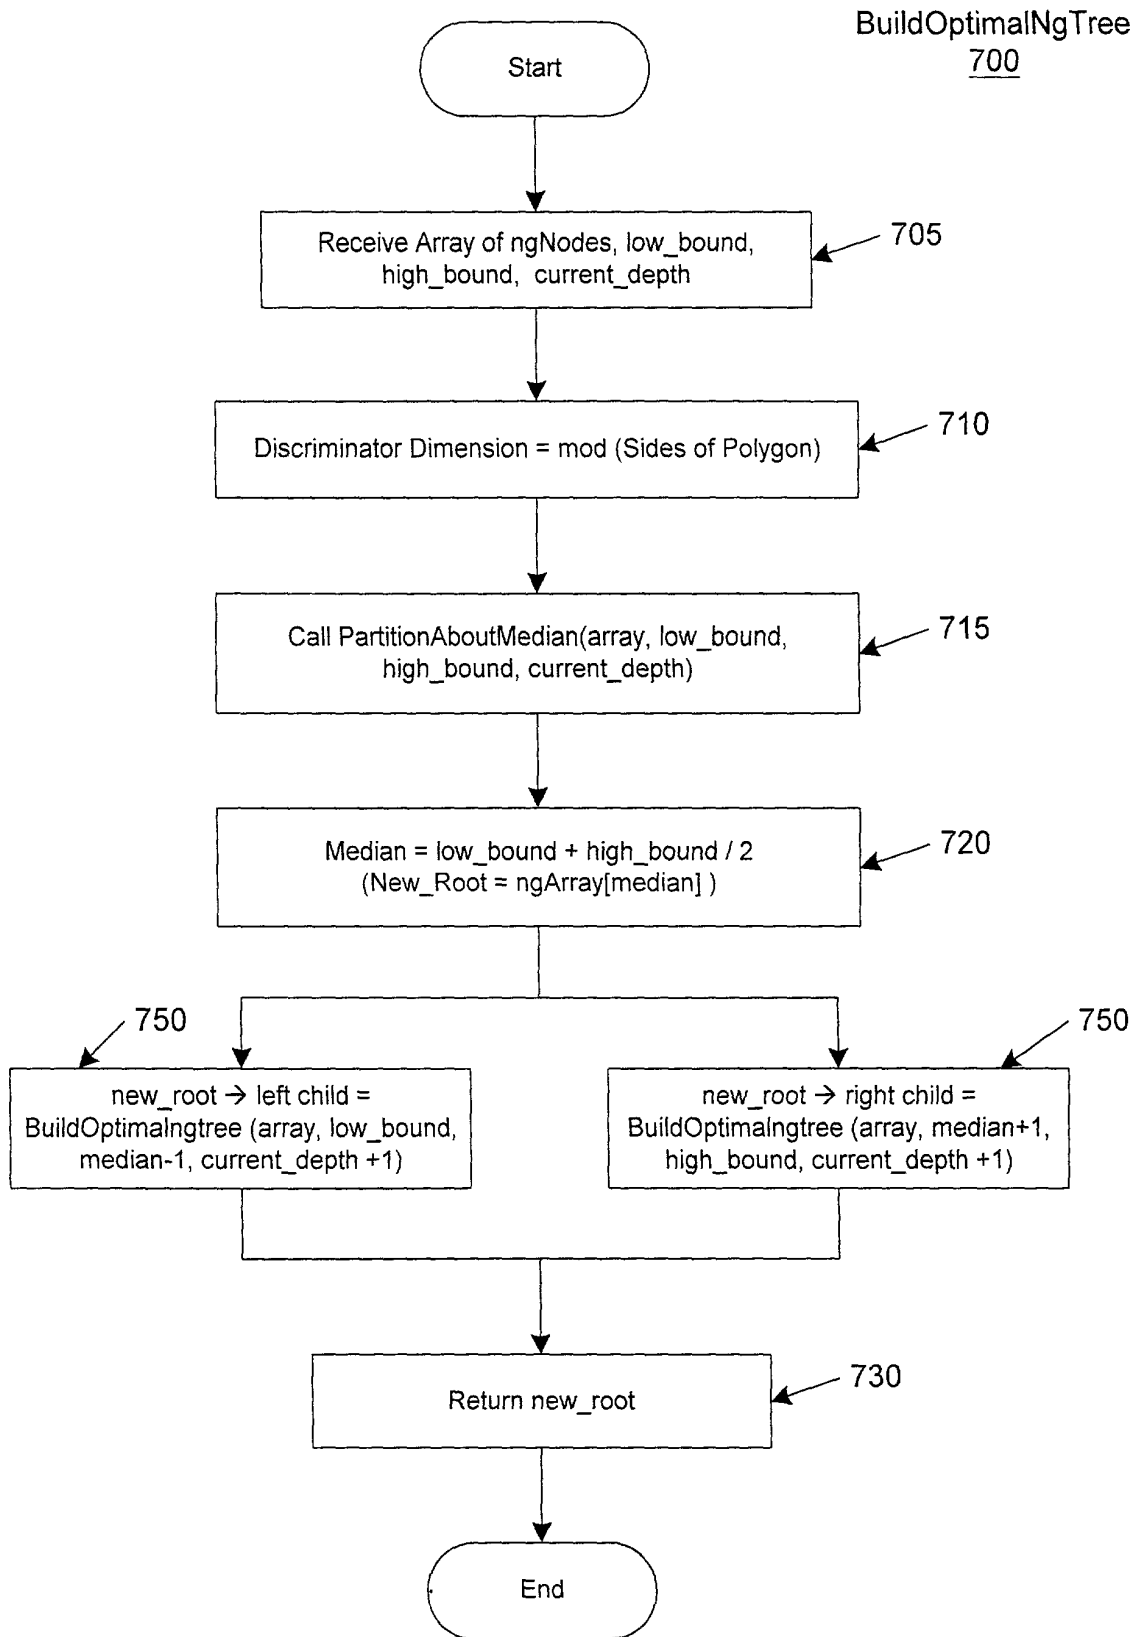 BuildOptimalNgTree
700
Start
Receive Array of ngNodes, low_bound,
high_bound, current_depth
705
Discriminator Dimension = mod (Sides of Polygon)
710
Call PartitionAboutMedian(array, low_bound,
high_bound, current_depth)
715
Median = low_bound + high_bound / 2
(New_Root = ngArray[median] )
720
750
new_root → left child =
BuildOptimalngtree (array, low_bound,
median-1, current_depth +1)
750
new_root → right child =
BuildOptimalngtree (array, median+1,
high_bound, current_depth +1)
Return new_root
730
End